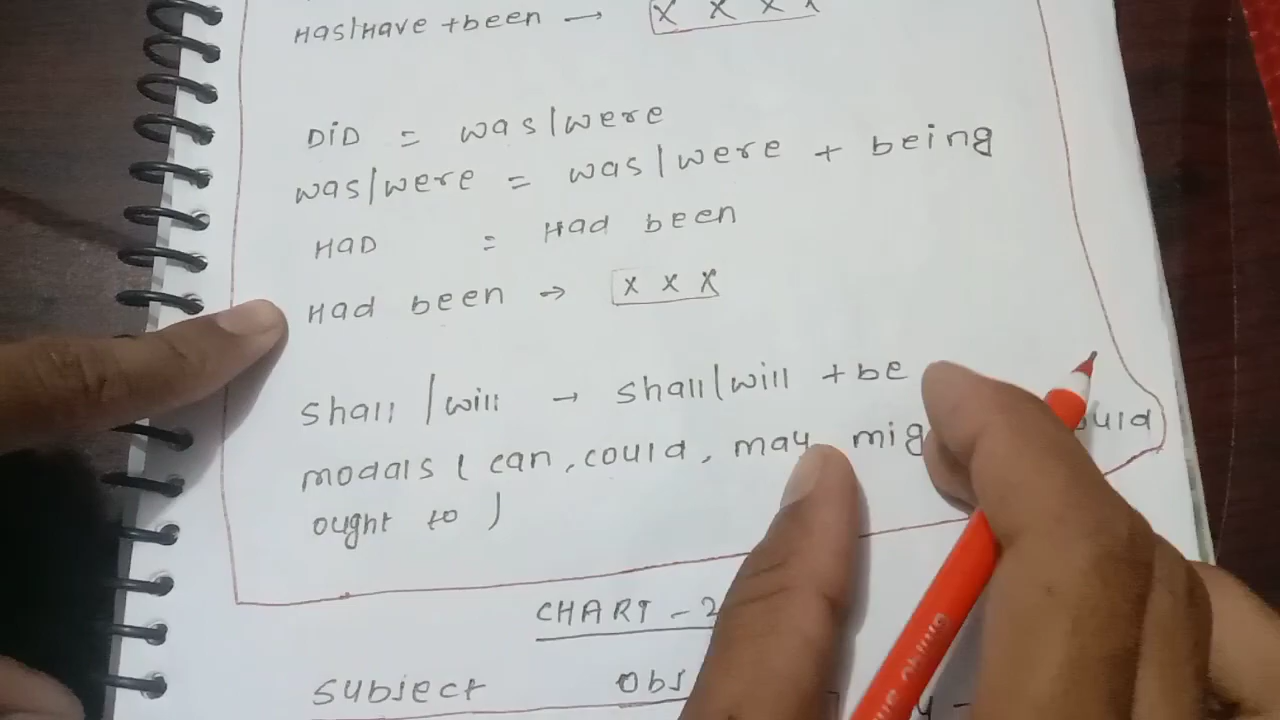 Has/Have + been → X X X X
DiD = was/were
was/were = was/were + being
HaD = Had been
Had been → X X X
shall / will → shall/will + be
modals ( can, could, may
ought to )
CHART - 2
Subject